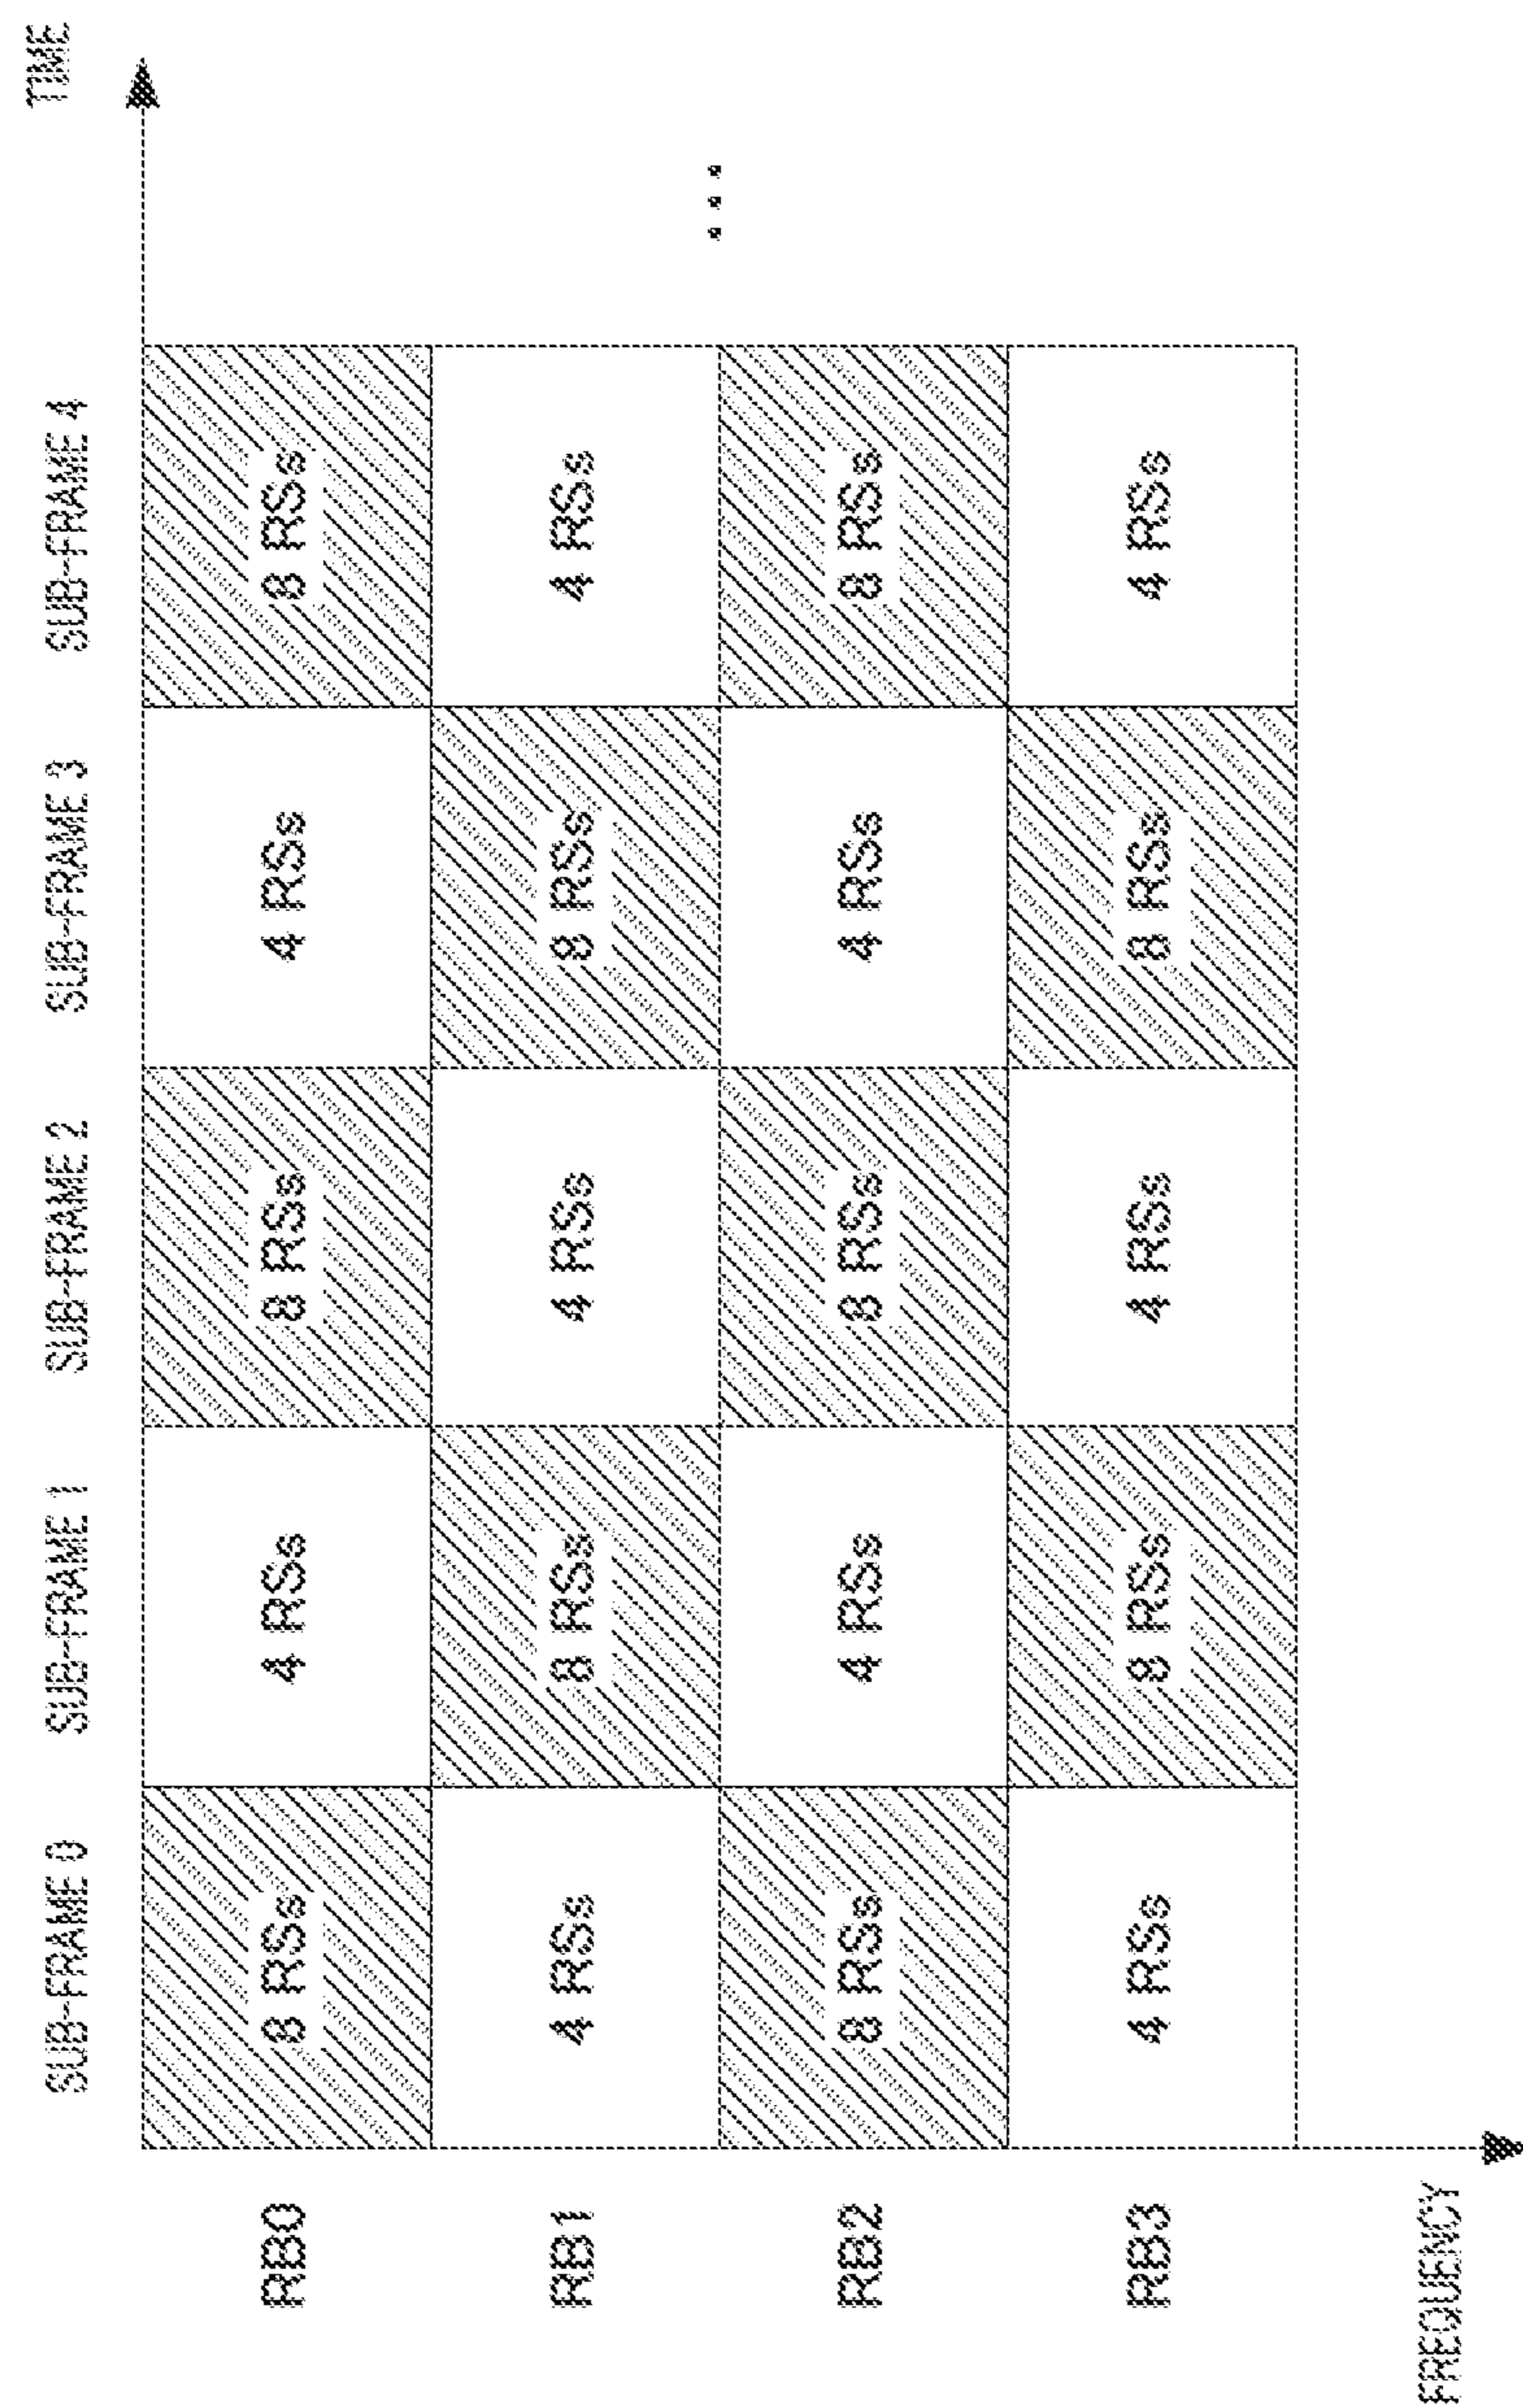 TIME
SUB-FRAME 0 SUB-FRAME 1 SUB-FRAME 2 SUB-FRAME 3 SUB-FRAME 4
RB0 8 RSs 4 RSs 8 RSs 4 RSs 8 RSs
RB1 4 RSs 8 RSs 4 RSs 8 RSs 4 RSs
...
RB2 8 RSs 4 RSs 8 RSs 4 RSs 8 RSs
RB3 4 RSs 8 RSs 4 RSs 8 RSs 4 RSs
FREQUENCY